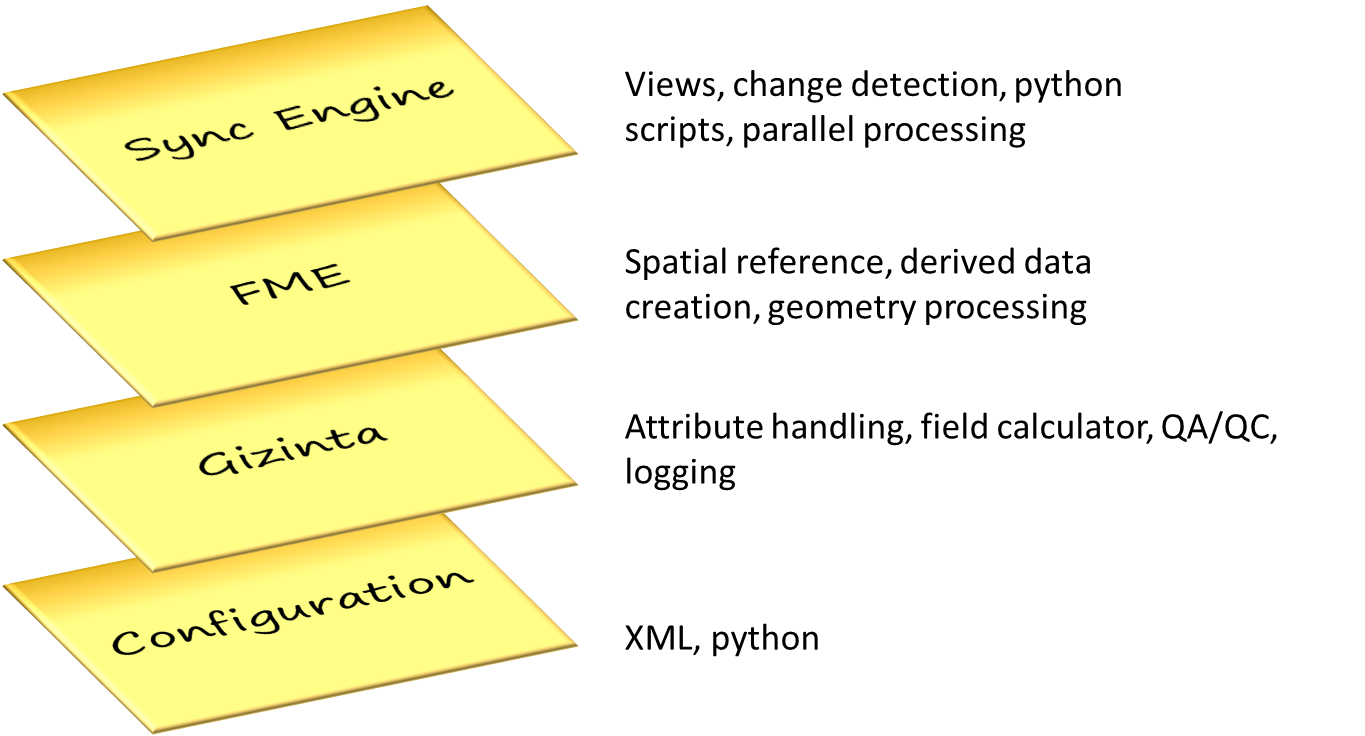 Sync Engine
Views, change detection, python
scripts, parallel processing
FME
Spatial reference, derived data
creation, geometry processing
Gizinta
Attribute handling, field calculator, QA/QC,
logging
Configuration
XML, python